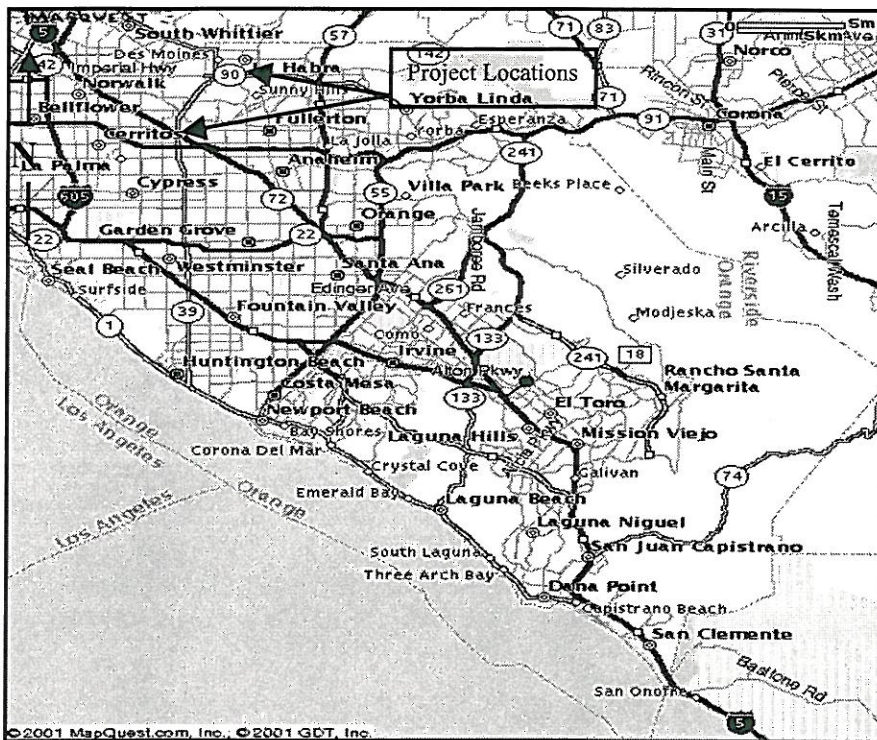 MAPQUEST
5
South Whittier
57
71
83
31
5m
5km
Ave
Norco
Des Moines
142
42
Imperial Hwy
90
Habra
Project Locations
Norwalk
Sunny Hills
Yorba Linda
71
Rincon St
Pierce St
Bellflower
Fullerton
Esperanza
91
Corona
Cerritos
La Jolla
Yorba
N
La Palma
Anaheim
241
Main St
El Cerrito
Cypress
55
Villa Park
Beeks Place
15
605
72
Orange
Jamboree Rd
Arcilla
Temescal Wash
Garden Grove
22
22
Santa Ana
Silverado
Riverside
Orange
Seal Beach
Westminster
Edinger Ave
261
Surfside
39
Fountain Valley
Frances
Modjeska
1
Como
133
Irvine
241
18
Huntington Beach
Alton Pkwy
Rancho Santa
Margarita
Costa Mesa
133
El Toro
Newport Beach
Orange
Los Angeles
Bay Shores
Laguna Hills
Mission Viejo
Corona Del Mar
Crystal Cove
Galivan
74
Emerald Bay
Los Angeles
Orange
Laguna Beach
Laguna Niguel
San Juan Capistrano
South Laguna
Three Arch Bay
Dana Point
Capistrano Beach
San Clemente
Basilone Rd
San Onofre
5
©2001 MapQuest.com, Inc.; ©2001 GDT, Inc.